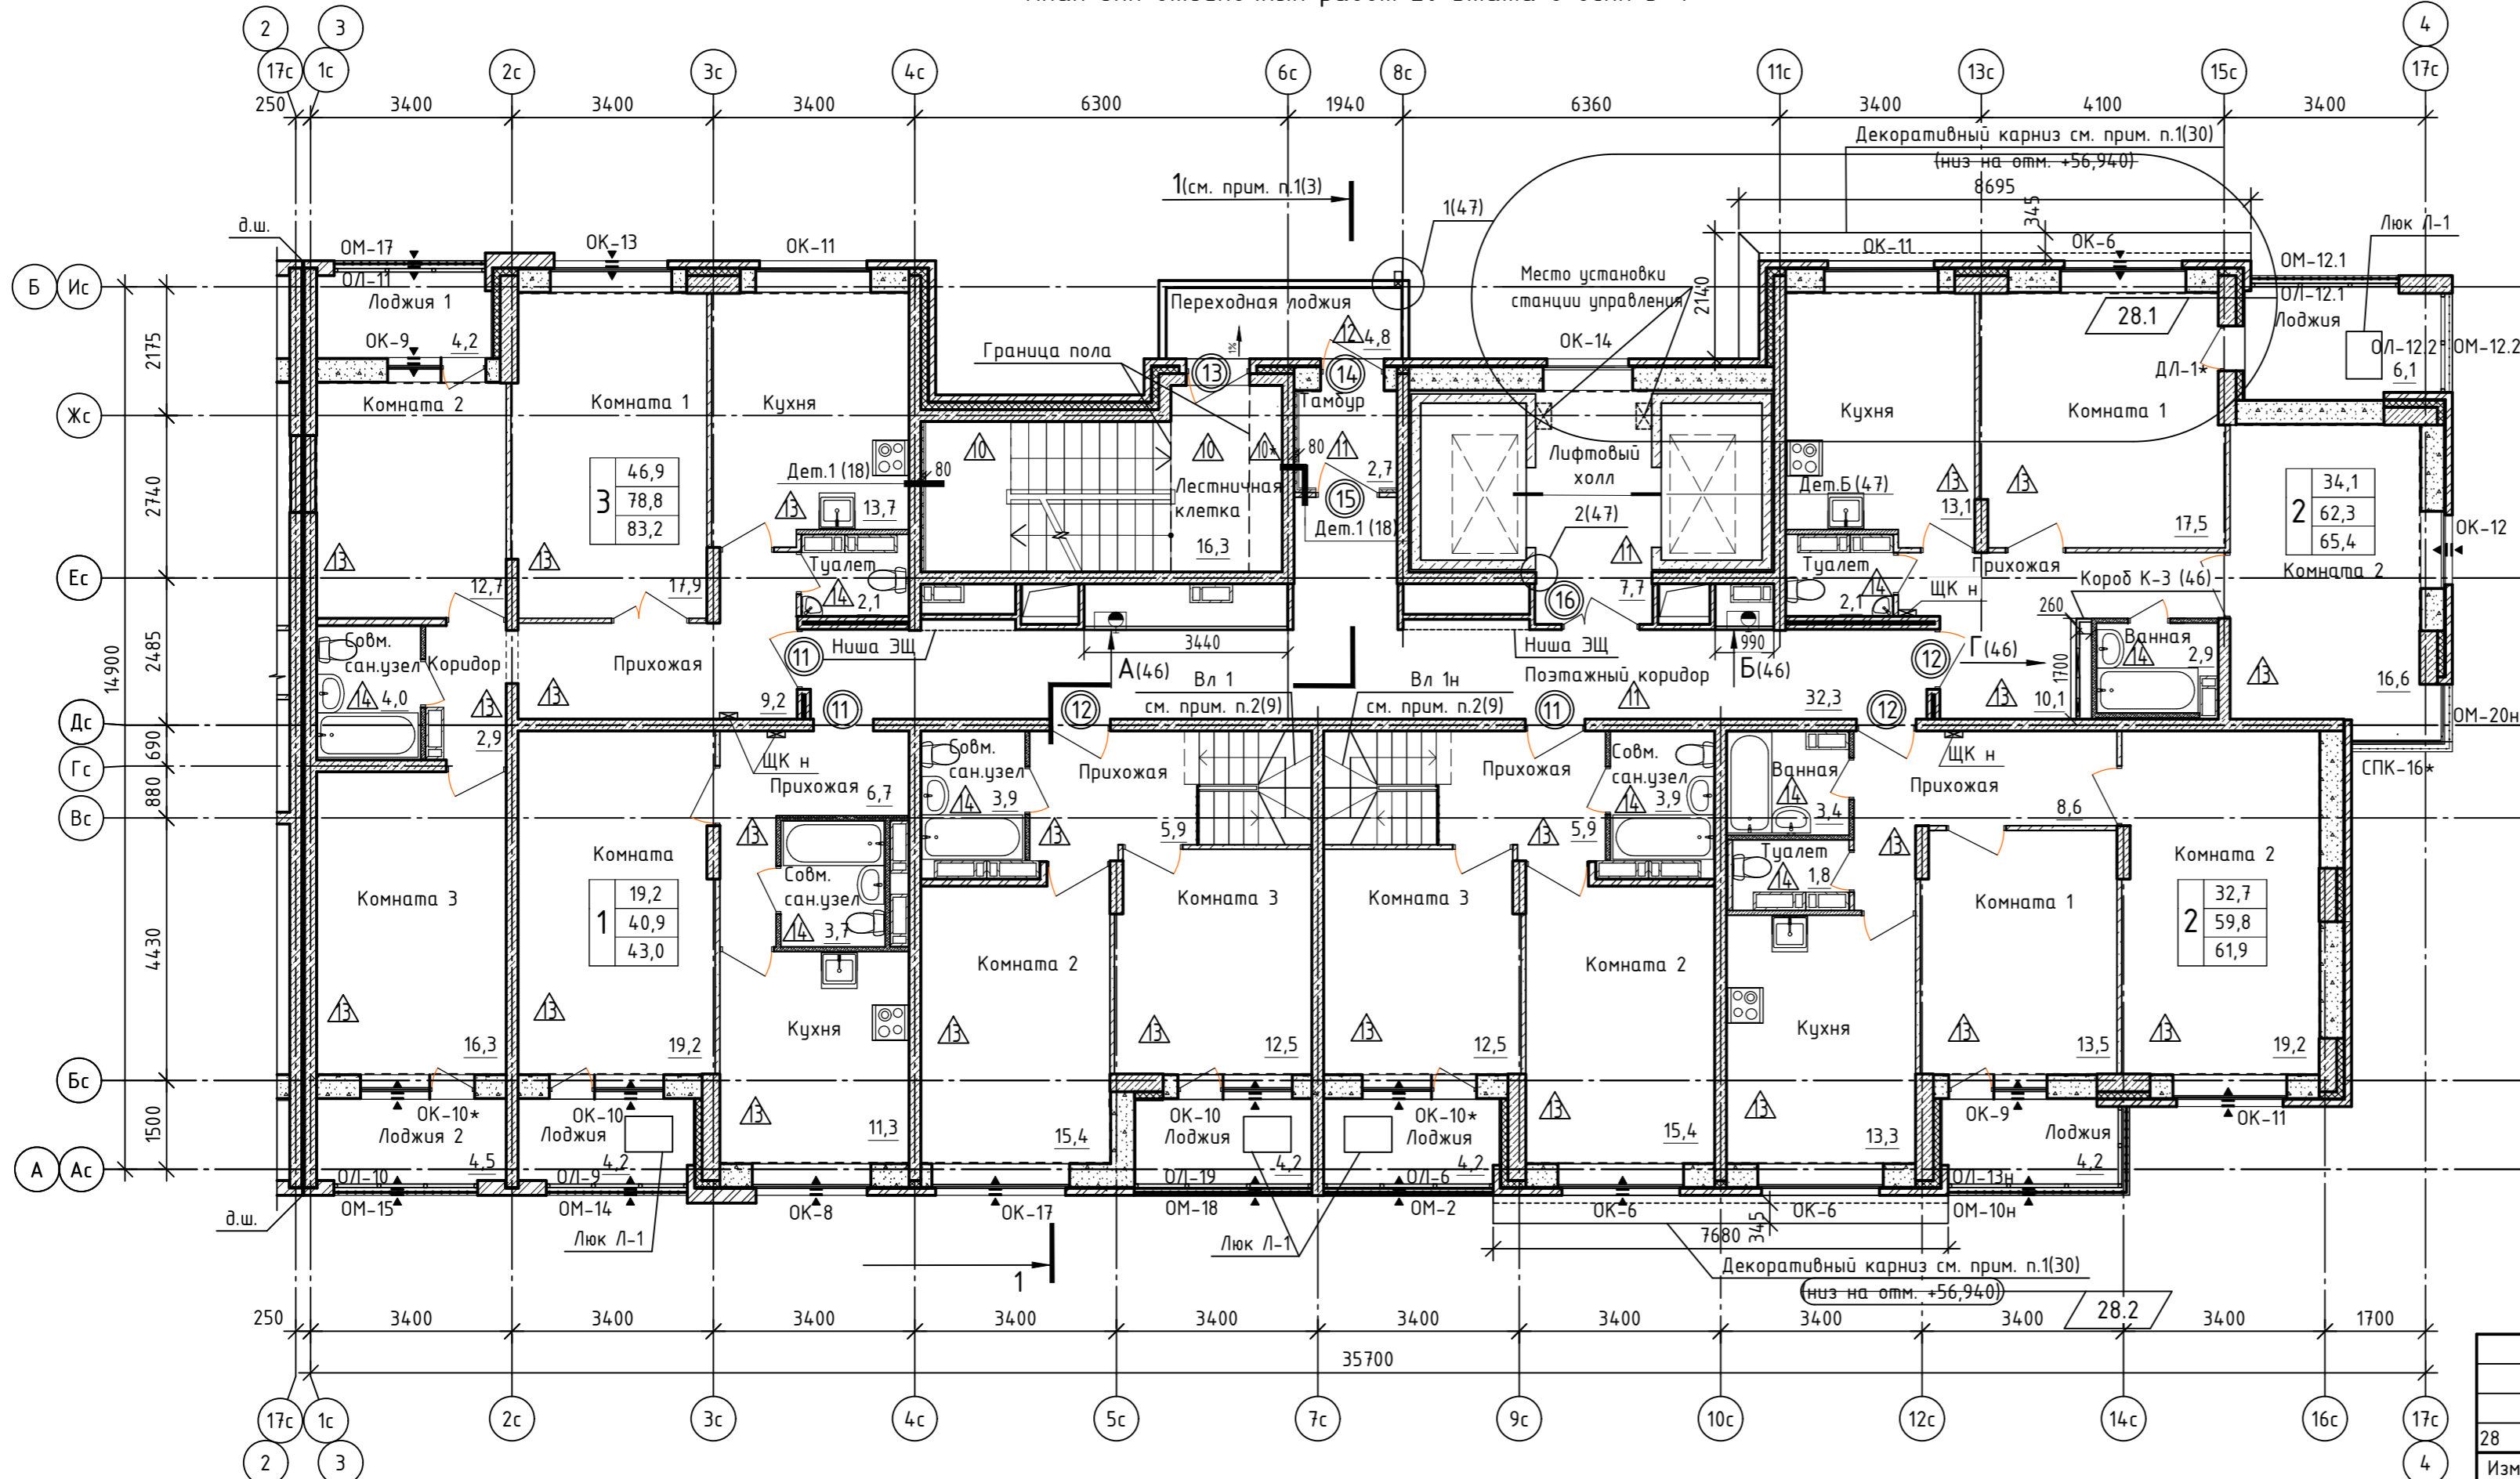 2
3
4
17с
1с
2с
3с
4с
6с
8с
11с
13с
15с
17с
250
3400
3400
3400
6300
1940
6360
3400
4100
3400
Декоративный карниз см. прим. п.1(30)
(низ на отм. +56,940)
8695
345
1(см. прим. п.1(3)
1(47)
Люк Л-1
д.ш.
ОМ-17
ОК-13
ОК-11
ОК-11
ОК-6
ОМ-12.1
Б
Ис
ОЛ-11
Лоджия 1
Переходная лоджия
Место установки
станции управления
2140
28.1
ОЛ-12.1
Лоджия
ОК-9
4,2
Граница пола
1%
12
4,8
ОК-14
ОЛ-12.2*
ОМ-12.2
6,1
ДЛ-1*
2175
13
14
Комната 2
Комната 1
Кухня
Тамбур
Кухня
Комната 1
Жс
3
46,9
78,8
83,2
Дет.1 (18)
80
10
10
10*
80
11
2,7
Лифтовый
холл
Дет.Б (47)
2
34,1
62,3
65,4
2740
14900
13
13,7
Лестничная
клетка
15
Дет.1 (18)
2(47)
13
13,1
13
17,5
ОК-12
16,3
11
13
13
Туалет
Туалет
Прихожая
Комната 2
Ес
12,7
17,9
14
2,1
7,7
14
2,1
ЩК н
Короб К-3 (46)
16
260
Совм.
сан.узел
Коридор
Прихожая
11
Ниша ЭЩ
3440
А(46)
Ниша ЭЩ
990
Б(46)
12
Г(46)
Ванная
14
2,9
1700
2485
Вл 1
см. прим. п.2(9)
Вл 1н
см. прим. п.2(9)
Поэтажный коридор
11
14
4,0
13
13
9,2
11
12
11
32,3
12
13
10,1
13
16,6
Дс
2,9
ОМ-20н
690
Гс
ЩК н
Прихожая
6,7
Совм.
сан.узел
14
3,9
Прихожая
Прихожая
Совм.
сан.узел
14
3,9
Ванная
14
3,4
ЩК н
Прихожая
8,6
СПК-16*
880
Вс
13
13
5,9
13
5,9
13
Комната
Совм.
сан.узел
14
3,7
Туалет
14
1,8
Комната 2
1
19,2
40,9
43,0
2
32,7
59,8
61,9
Комната 3
Комната 3
Комната 3
Комната 1
4430
Комната 2
Комната 2
13
13
Кухня
13
13
Кухня
13
13
16,3
19,2
12,5
12,5
13,5
19,2
Бс
1500
ОК-10*
Лоджия 2
ОК-10
Лоджия
13
11,3
15,4
ОК-10
Лоджия
ОК-10*
Лоджия
13
15,4
13
13,3
ОК-9
Лоджия
ОК-11
А
Ас
ОЛ-10
4,5
ОЛ-9
4,2
ОЛ-19
4,2
ОЛ-6
4,2
ОЛ-13н
4,2
д.ш.
ОМ-15
ОМ-14
ОК-8
ОК-17
ОМ-18
ОМ-2
ОК-6
ОК-6
ОМ-10н
Люк Л-1
Люк Л-1
7680
345
1
Декоративный карниз см. прим. п.1(30)
(низ на отм. +56,940)
28.2
250
3400
3400
3400
3400
3400
3400
3400
3400
3400
3400
1700
35700
17с
1с
2с
3с
4с
5с
7с
9с
10с
12с
14с
16с
17с
2
3
4
28
Изм